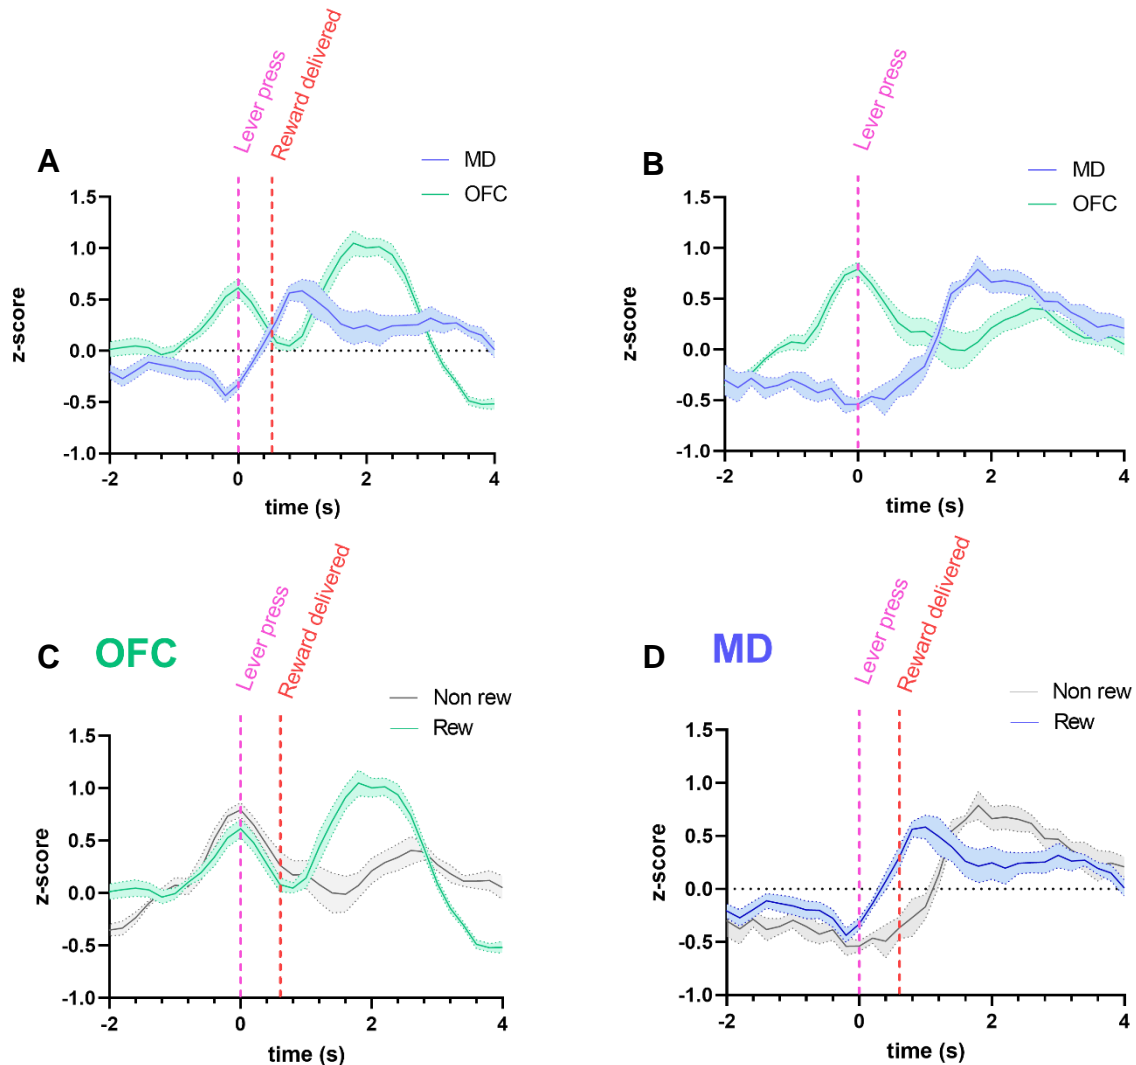 Lever press
Reward delivered
A
MD
OFC
1.5
1.0
0.5
0.0
-0.5
-1.0
z-score
-2
0
2
4
time (s)
Lever press
B
MD
OFC
1.5
1.0
0.5
0.0
-0.5
-1.0
z-score
-2
0
2
4
time (s)
Lever press
Reward delivered
C
OFC
Non rew
Rew
1.5
1.0
0.5
0.0
-0.5
-1.0
z-score
-2
0
2
4
time (s)
Lever press
Reward delivered
D
MD
Non rew
Rew
1.5
1.0
0.5
0.0
-0.5
-1.0
z-score
-2
0
2
4
time (s)